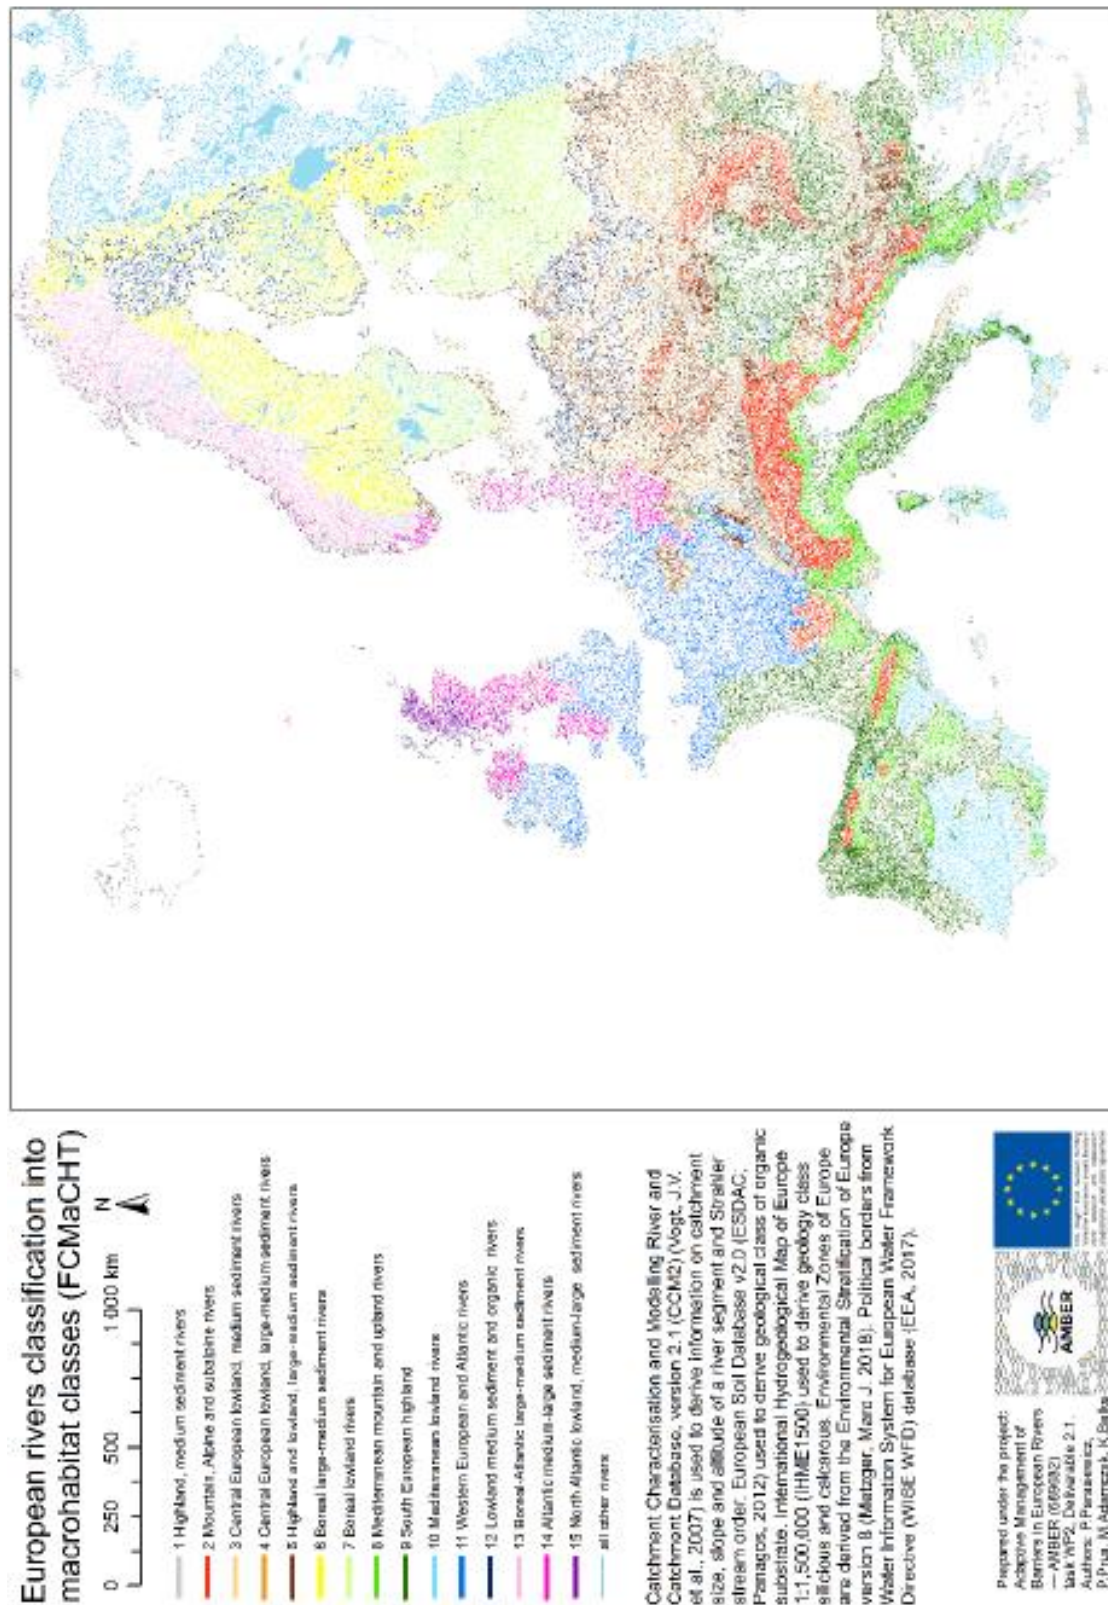 European rivers classification into
macrohabitat classes (FCMaCHT)
N
0 250 500 1 000 km
1 Highland, medium sediment rivers
2 Mountain, Alpine and subalpine rivers
3 Central European lowland, medium sediment rivers
4 Central European lowland, large-medium sediment rivers
5 Highland and lowland, large-medium sediment rivers
6 Boreal large-medium sediment rivers
7 Boreal lowland rivers
8 Mediterranean mountain and upland rivers
9 South European highland
10 Mediterranean lowland rivers
11 Western European and Atlantic rivers
12 Lowland medium sediment and organic rivers
13 Boreal-Atlantic large-medium sediment rivers
14 Atlantic medium-large sediment rivers
15 North Atlantic lowland, medium-large sediment rivers
all other rivers
Catchment Characterisation and Modelling River and
Catchment Database, version 2.1 (CCM2) (Vogt, J.V.
et al., 2007) is used to derive information on catchment
size, slope and altitude of a river segment and Strahler
stream order. European Soil Database v2.0 (ESDAC,
Panagos, 2012) used to derive geological class of organic
substrate. International Hydrogeological Map of Europe
1:1,500,000 (IHME1500) used to derive geology class
silicious and calcarous. Environmental Zones of Europe
are derived from the Environmental Stratification of Europe
version 8 (Metzger, Marc J. 2018). Political borders from
Water Information System for European Water Framework
Directive (WISE WFD) database (EEA, 2017).
Prepared under the project:
Adaptive Management of
Barriers in European Rivers
— AMBER (689682)
task WP2, Deliverable 2.1.
Authors: P.Parasiewicz,
P.Prus, M.Adamczyk, K.Belka
AMBER